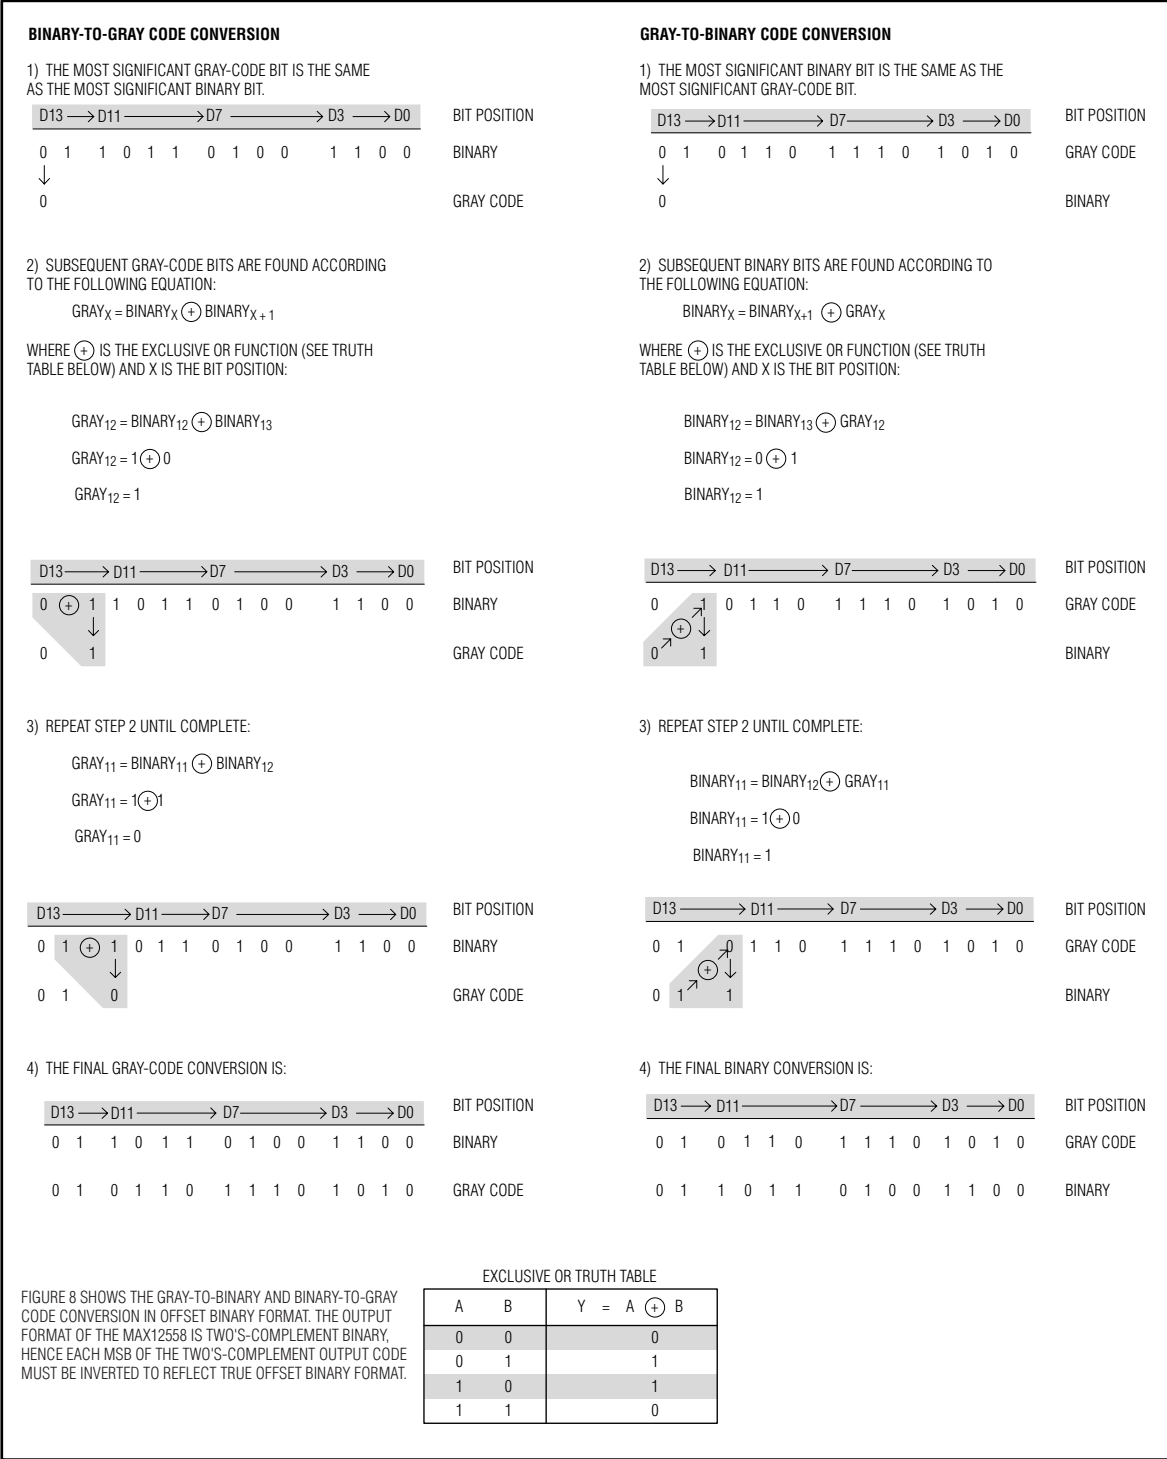 BINARY-TO-GRAY CODE CONVERSION
1) THE MOST SIGNIFICANT GRAY-CODE BIT IS THE SAME
AS THE MOST SIGNIFICANT BINARY BIT.
D13 → D11 → D7 → D3 → D0 BIT POSITION
0 1 1 0 1 1 0 1 0 0 1 1 0 0 BINARY
↓
0 GRAY CODE
2) SUBSEQUENT GRAY-CODE BITS ARE FOUND ACCORDING
TO THE FOLLOWING EQUATION:
GRAYX = BINARYX ⊕ BINARYX + 1
WHERE ⊕ IS THE EXCLUSIVE OR FUNCTION (SEE TRUTH
TABLE BELOW) AND X IS THE BIT POSITION:
GRAY12 = BINARY12 ⊕ BINARY13
GRAY12 = 1 ⊕ 0
GRAY12 = 1
D13 → D11 → D7 → D3 → D0 BIT POSITION
0 ⊕ 1 1 0 1 1 0 1 0 0 1 1 0 0 BINARY
↓
0 1 GRAY CODE
3) REPEAT STEP 2 UNTIL COMPLETE:
GRAY11 = BINARY11 ⊕ BINARY12
GRAY11 = 1 ⊕ 1
GRAY11 = 0
D13 → D11 → D7 → D3 → D0 BIT POSITION
0 1 ⊕ 1 0 1 1 0 1 0 0 1 1 0 0 BINARY
↓
0 1 0 GRAY CODE
4) THE FINAL GRAY-CODE CONVERSION IS:
D13 → D11 → D7 → D3 → D0 BIT POSITION
0 1 1 0 1 1 0 1 0 0 1 1 0 0 BINARY
0 1 0 1 1 0 1 1 1 0 1 0 1 0 GRAY CODE
GRAY-TO-BINARY CODE CONVERSION
1) THE MOST SIGNIFICANT BINARY BIT IS THE SAME AS THE
MOST SIGNIFICANT GRAY-CODE BIT.
D13 → D11 → D7 → D3 → D0 BIT POSITION
0 1 0 1 1 0 1 1 1 0 1 0 1 0 GRAY CODE
↓
0 BINARY
2) SUBSEQUENT BINARY BITS ARE FOUND ACCORDING TO
THE FOLLOWING EQUATION:
BINARYX = BINARYX+1 ⊕ GRAYX
WHERE ⊕ IS THE EXCLUSIVE OR FUNCTION (SEE TRUTH
TABLE BELOW) AND X IS THE BIT POSITION:
BINARY12 = BINARY13 ⊕ GRAY12
BINARY12 = 0 ⊕ 1
BINARY12 = 1
D13 → D11 → D7 → D3 → D0 BIT POSITION
0 1 0 1 1 0 1 1 1 0 1 0 1 0 GRAY CODE
⊕ ↓
0 1 BINARY
3) REPEAT STEP 2 UNTIL COMPLETE:
BINARY11 = BINARY12 ⊕ GRAY11
BINARY11 = 1 ⊕ 0
BINARY11 = 1
D13 → D11 → D7 → D3 → D0 BIT POSITION
0 1 0 1 1 0 1 1 1 0 1 0 1 0 GRAY CODE
⊕ ↓
0 1 1 BINARY
4) THE FINAL BINARY CONVERSION IS:
D13 → D11 → D7 → D3 → D0 BIT POSITION
0 1 0 1 1 0 1 1 1 0 1 0 1 0 GRAY CODE
0 1 1 0 1 1 0 1 0 0 1 1 0 0 BINARY
FIGURE 8 SHOWS THE GRAY-TO-BINARY AND BINARY-TO-GRAY
CODE CONVERSION IN OFFSET BINARY FORMAT. THE OUTPUT
FORMAT OF THE MAX12558 IS TWO'S-COMPLEMENT BINARY,
HENCE EACH MSB OF THE TWO'S-COMPLEMENT OUTPUT CODE
MUST BE INVERTED TO REFLECT TRUE OFFSET BINARY FORMAT.
EXCLUSIVE OR TRUTH TABLE
A B Y = A ⊕ B
0 0 0
0 1 1
1 0 1
1 1 0